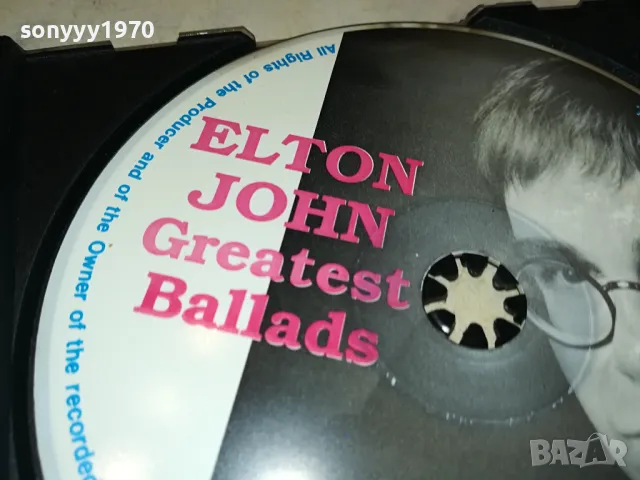 sonyyy1970
All Rights of the Producer and of the Owner of the recorded
ELTON
JOHN
Greatest
Ballads
BAZAR